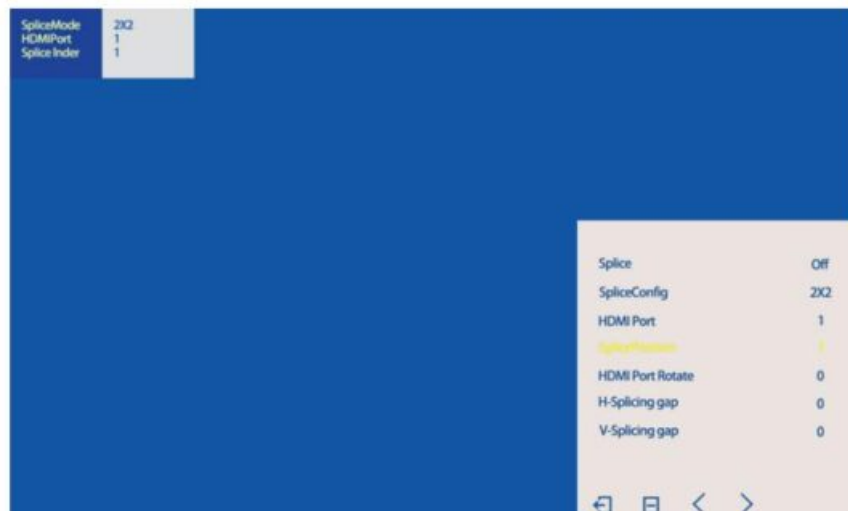 SpliceMode 2X2
HDMIPort 1
Splice Inder 1
Splice Off
SpliceConfig 2X2
HDMI Port 1
SplicePosition 1
HDMI Port Rotate 0
H-Splicing gap 0
V-Splicing gap 0